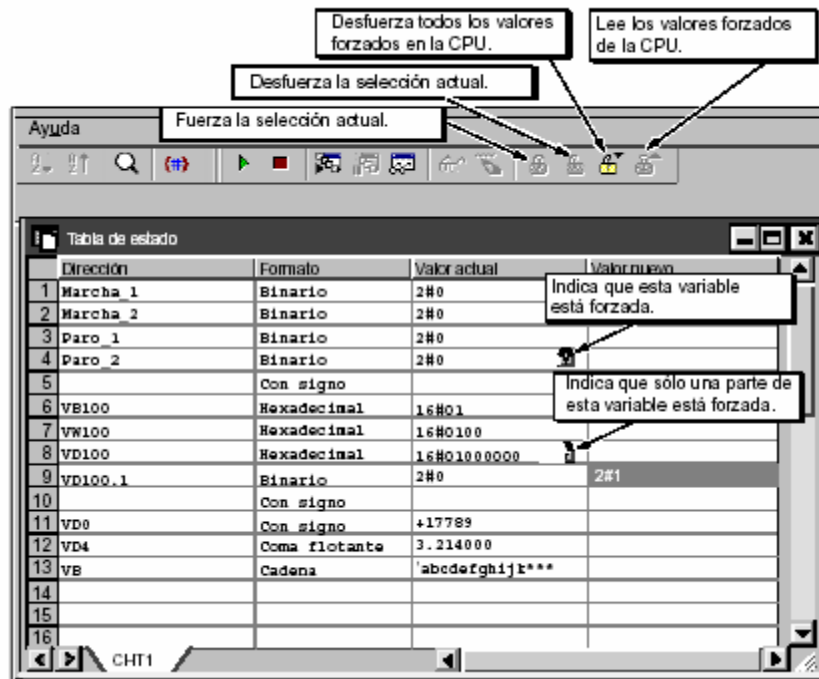 Desfuerza todos los valores
forzados en la CPU.
Lee los valores forzados
de la CPU.
Desfuerza la selección actual.
Fuerza la selección actual.
Ayuda
Tabla de estado
Dirección Formato Valor actual Valor nuevo
1 Marcha_1 Binario 2#0
2 Marcha_2 Binario 2#0
Indica que esta variable
está forzada.
3 Paro_1 Binario 2#0
4 Paro_2 Binario 2#0
5 Con signo
Indica que sólo una parte de
esta variable está forzada.
6 VB100 Hexadecimal 16#01
7 VW100 Hexadecimal 16#0100
8 VD100 Hexadecimal 16#01000000
9 VD100.1 Binario 2#0 2#1
10 Con signo
11 VD0 Con signo +17789
12 VD4 Coma flotante 3.214000
13 VB Cadena 'abcdefghijk***
14
15
16
CHT1